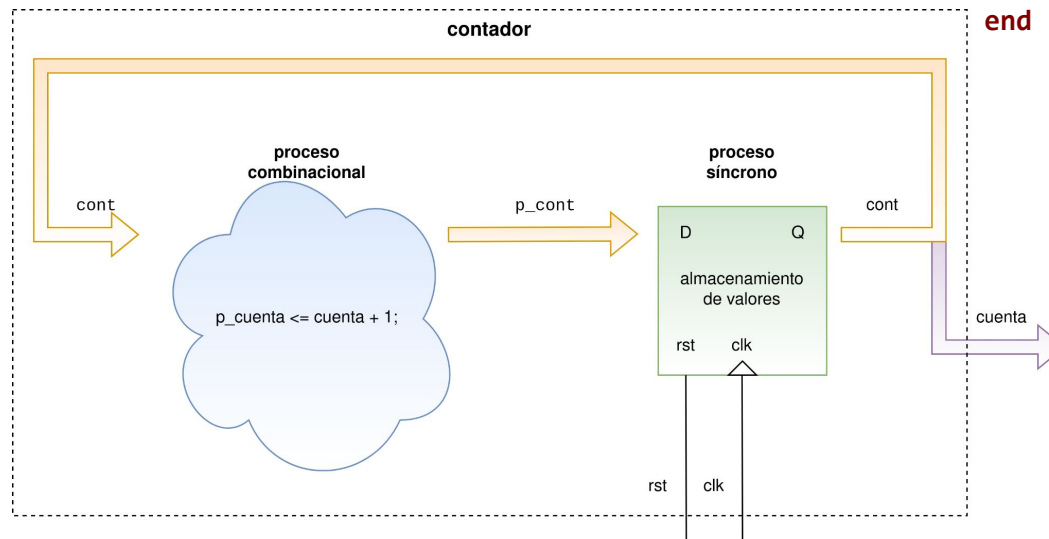 contador
end
proceso
combinacional
proceso
síncrono
cont
p_cont
cont
D
Q
almacenamiento
de valores
p_cuenta <= cuenta + 1;
cuenta
rst
clk
rst
clk